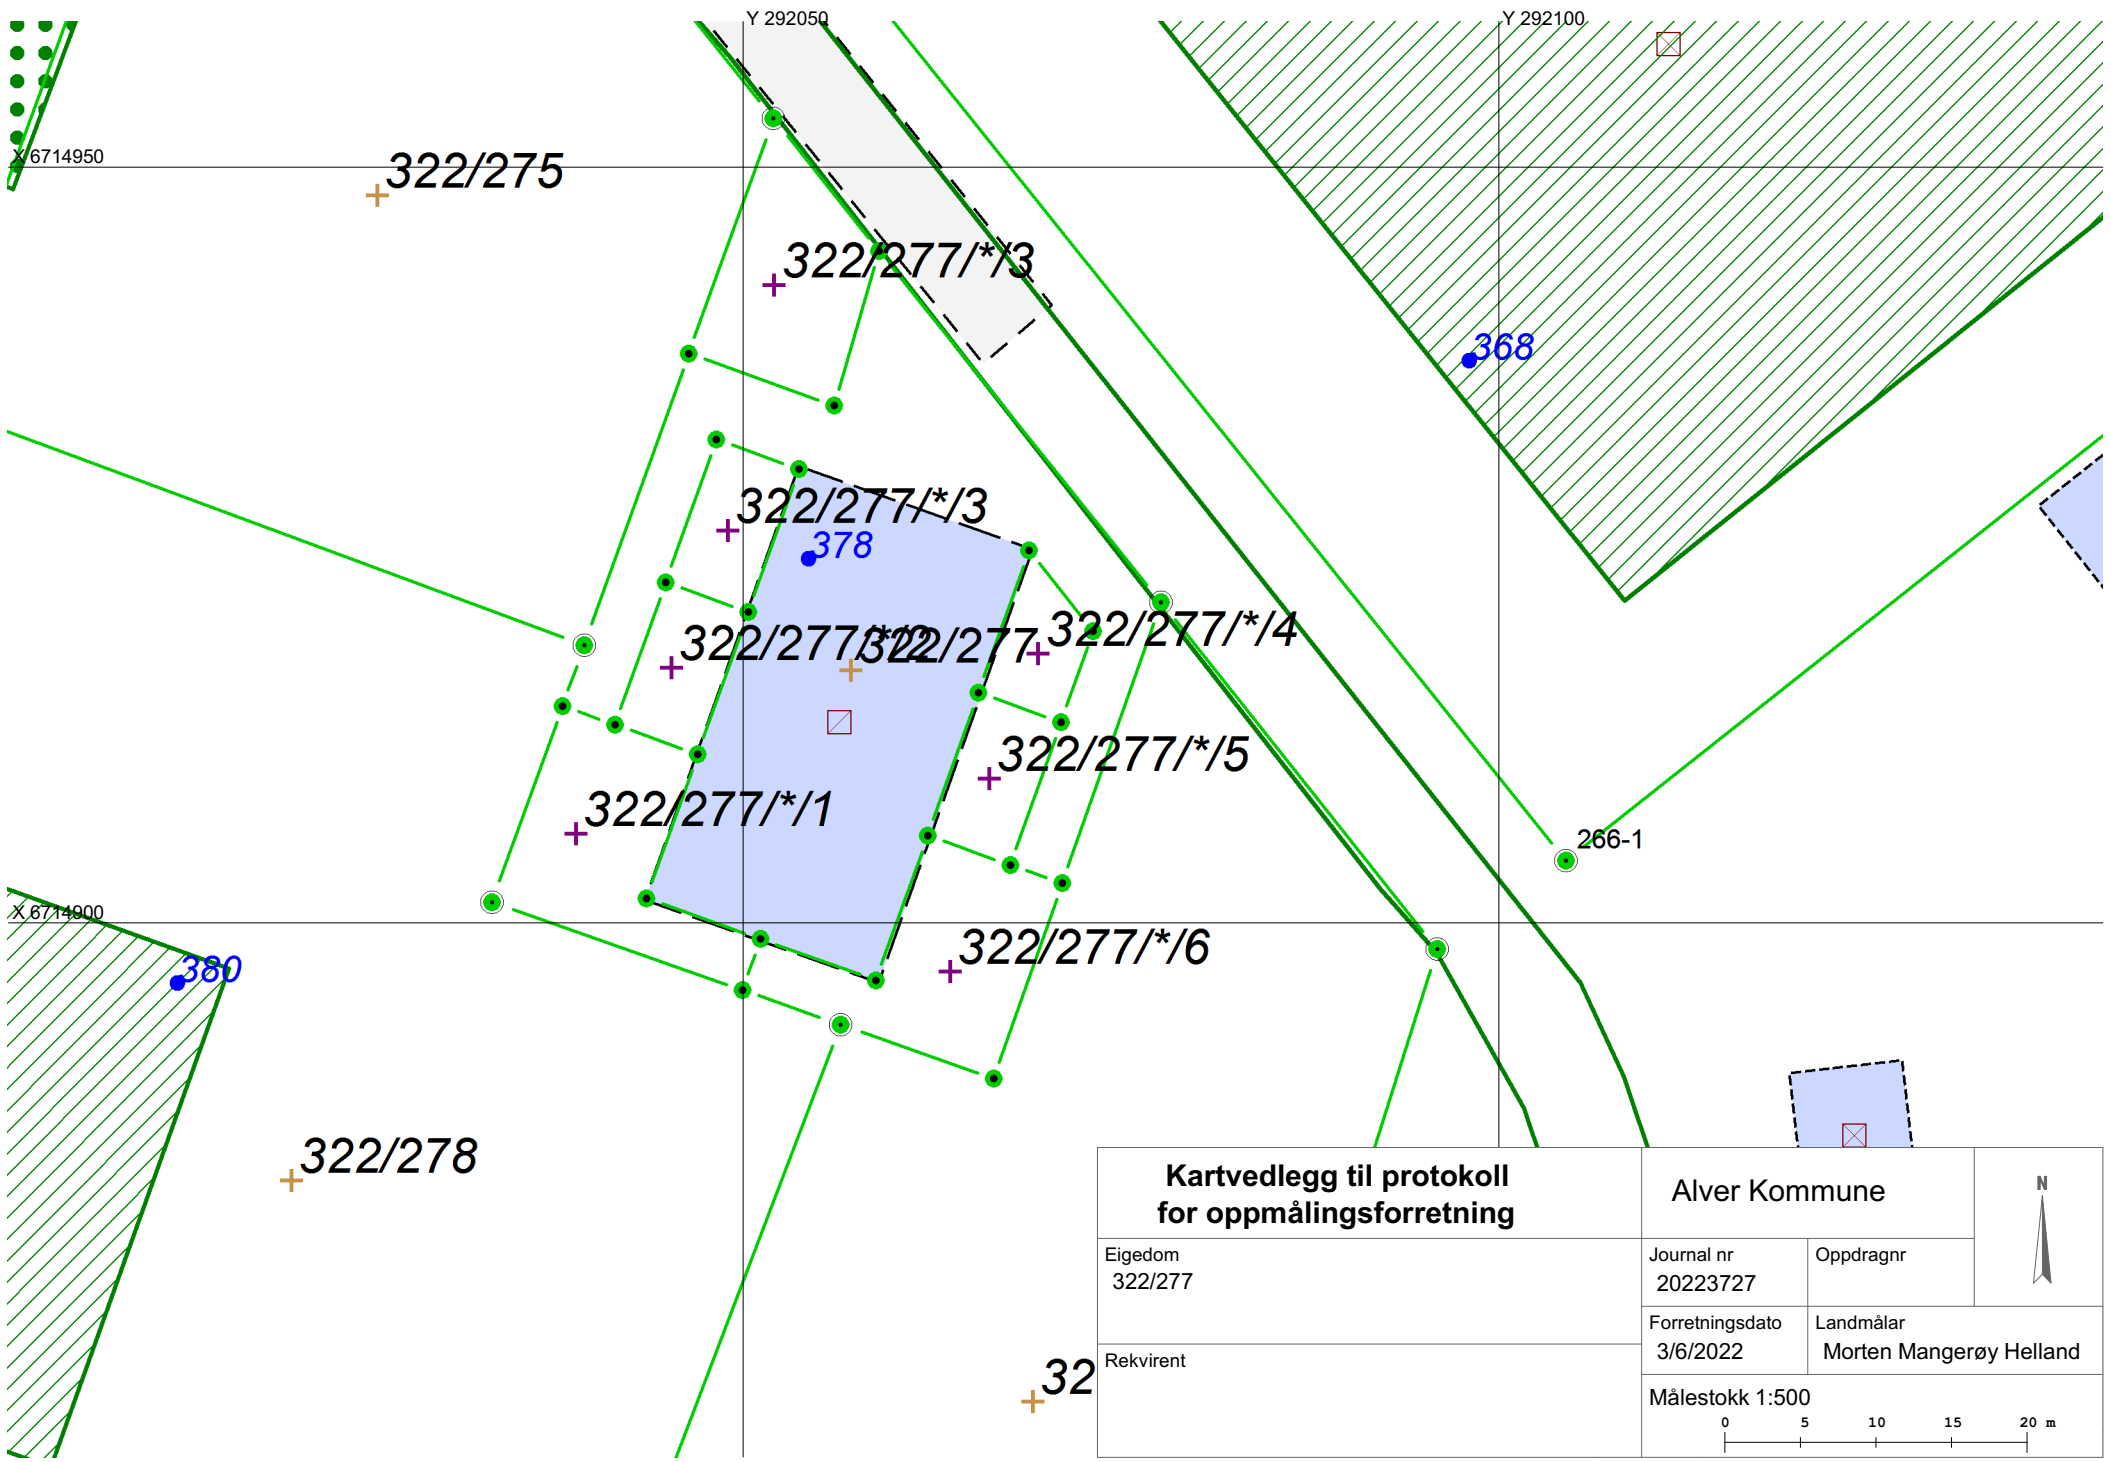 Y 292050
Y 292100
X 6714950
322/275
322/277/*/3
368
322/277/*/3
378
322/277/*/2
322/277
322/277/*/4
322/277/*/5
322/277/*/1
266-1
X 6714900
322/277/*/6
380
322/278
32
Kartvedlegg til protokoll
for oppmålingsforretning
Alver Kommune
N
Eigedom
322/277
Journal nr
20223727
Oppdragnr
Forretningsdato
3/6/2022
Landmålar
Morten Mangerøy Helland
Rekvirent
Målestokk 1:500
0 5 10 15 20 m